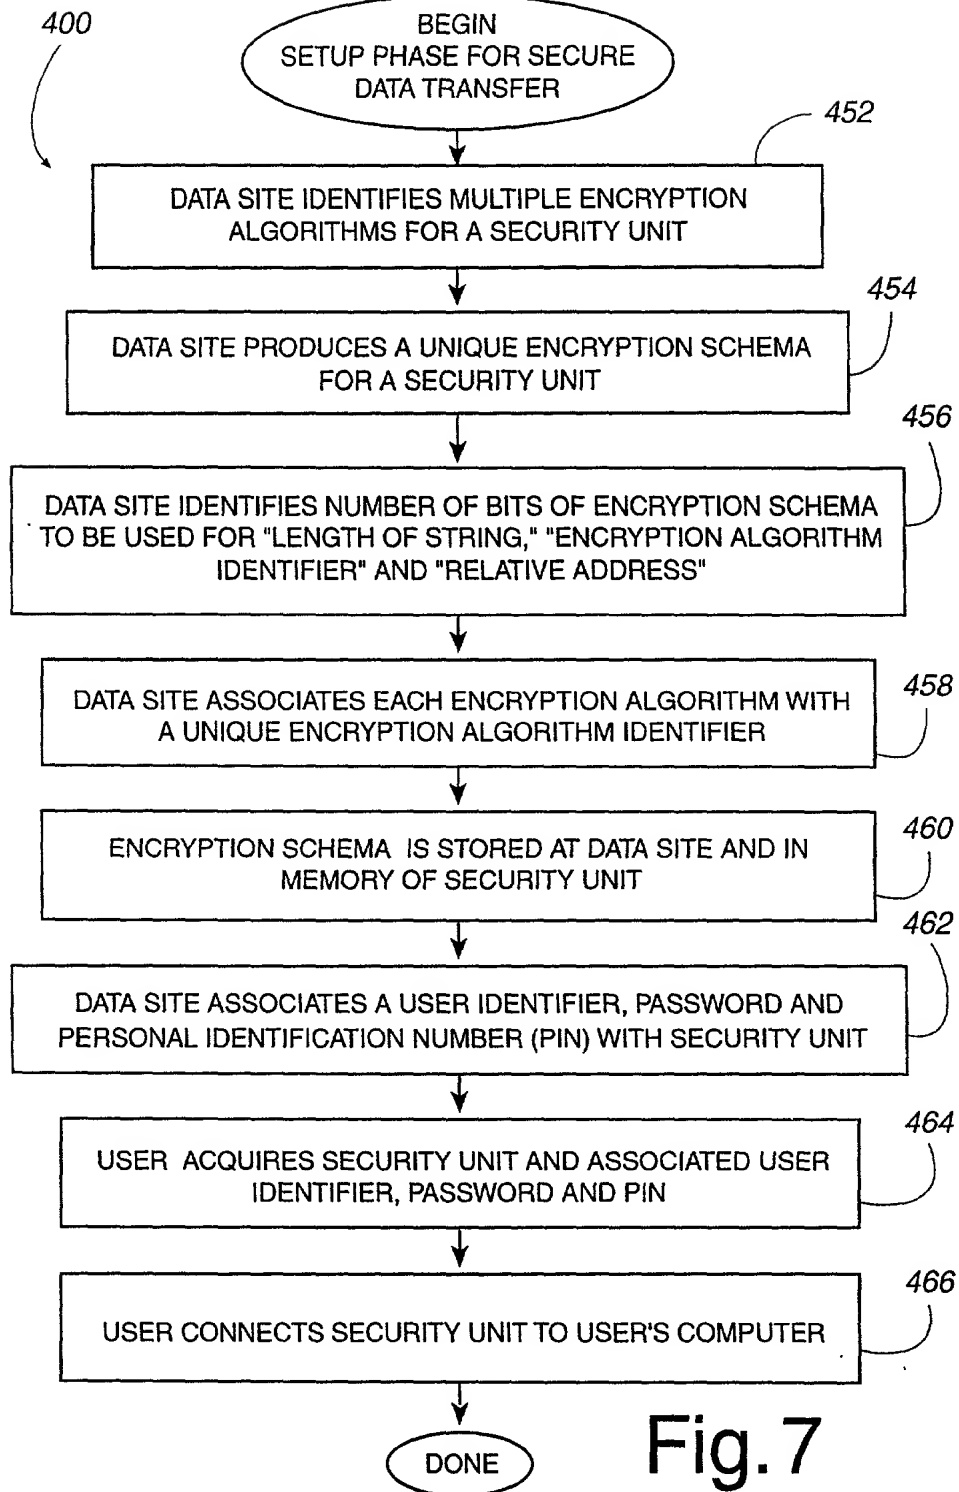 400
BEGIN
SETUP PHASE FOR SECURE
DATA TRANSFER
452
DATA SITE IDENTIFIES MULTIPLE ENCRYPTION
ALGORITHMS FOR A SECURITY UNIT
454
DATA SITE PRODUCES A UNIQUE ENCRYPTION SCHEMA
FOR A SECURITY UNIT
456
DATA SITE IDENTIFIES NUMBER OF BITS OF ENCRYPTION SCHEMA
TO BE USED FOR "LENGTH OF STRING," "ENCRYPTION ALGORITHM
IDENTIFIER" AND "RELATIVE ADDRESS"
458
DATA SITE ASSOCIATES EACH ENCRYPTION ALGORITHM WITH
A UNIQUE ENCRYPTION ALGORITHM IDENTIFIER
460
ENCRYPTION SCHEMA IS STORED AT DATA SITE AND IN
MEMORY OF SECURITY UNIT
462
DATA SITE ASSOCIATES A USER IDENTIFIER, PASSWORD AND
PERSONAL IDENTIFICATION NUMBER (PIN) WITH SECURITY UNIT
464
USER ACQUIRES SECURITY UNIT AND ASSOCIATED USER
IDENTIFIER, PASSWORD AND PIN
466
USER CONNECTS SECURITY UNIT TO USER'S COMPUTER
DONE
Fig. 7